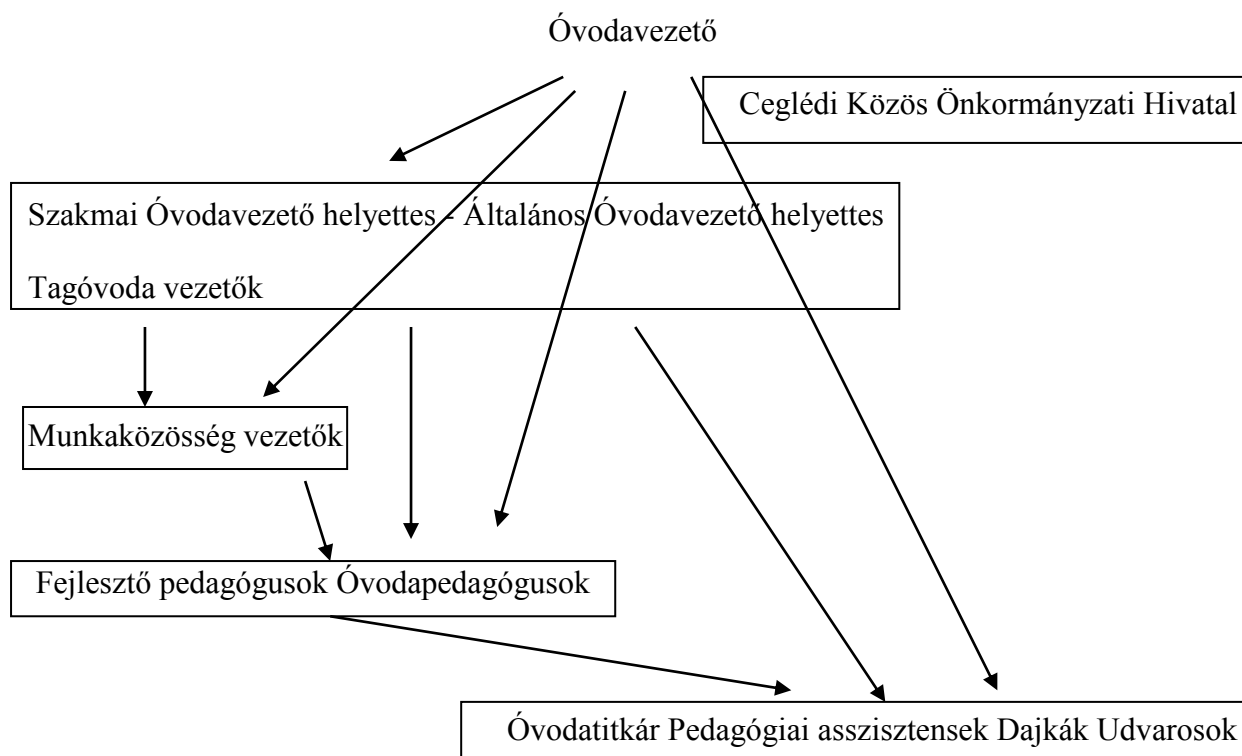 Óvodavezető
Ceglédi Közös Önkormányzati Hivatal
Szakmai Óvodavezető helyettes - Általános Óvodavezető helyettes
Tagóvoda vezetők
Munkaközösség vezetők
Fejlesztő pedagógusok Óvodapedagógusok
Óvodatitkár Pedagógiai asszisztensek Dajkák Udvarosok